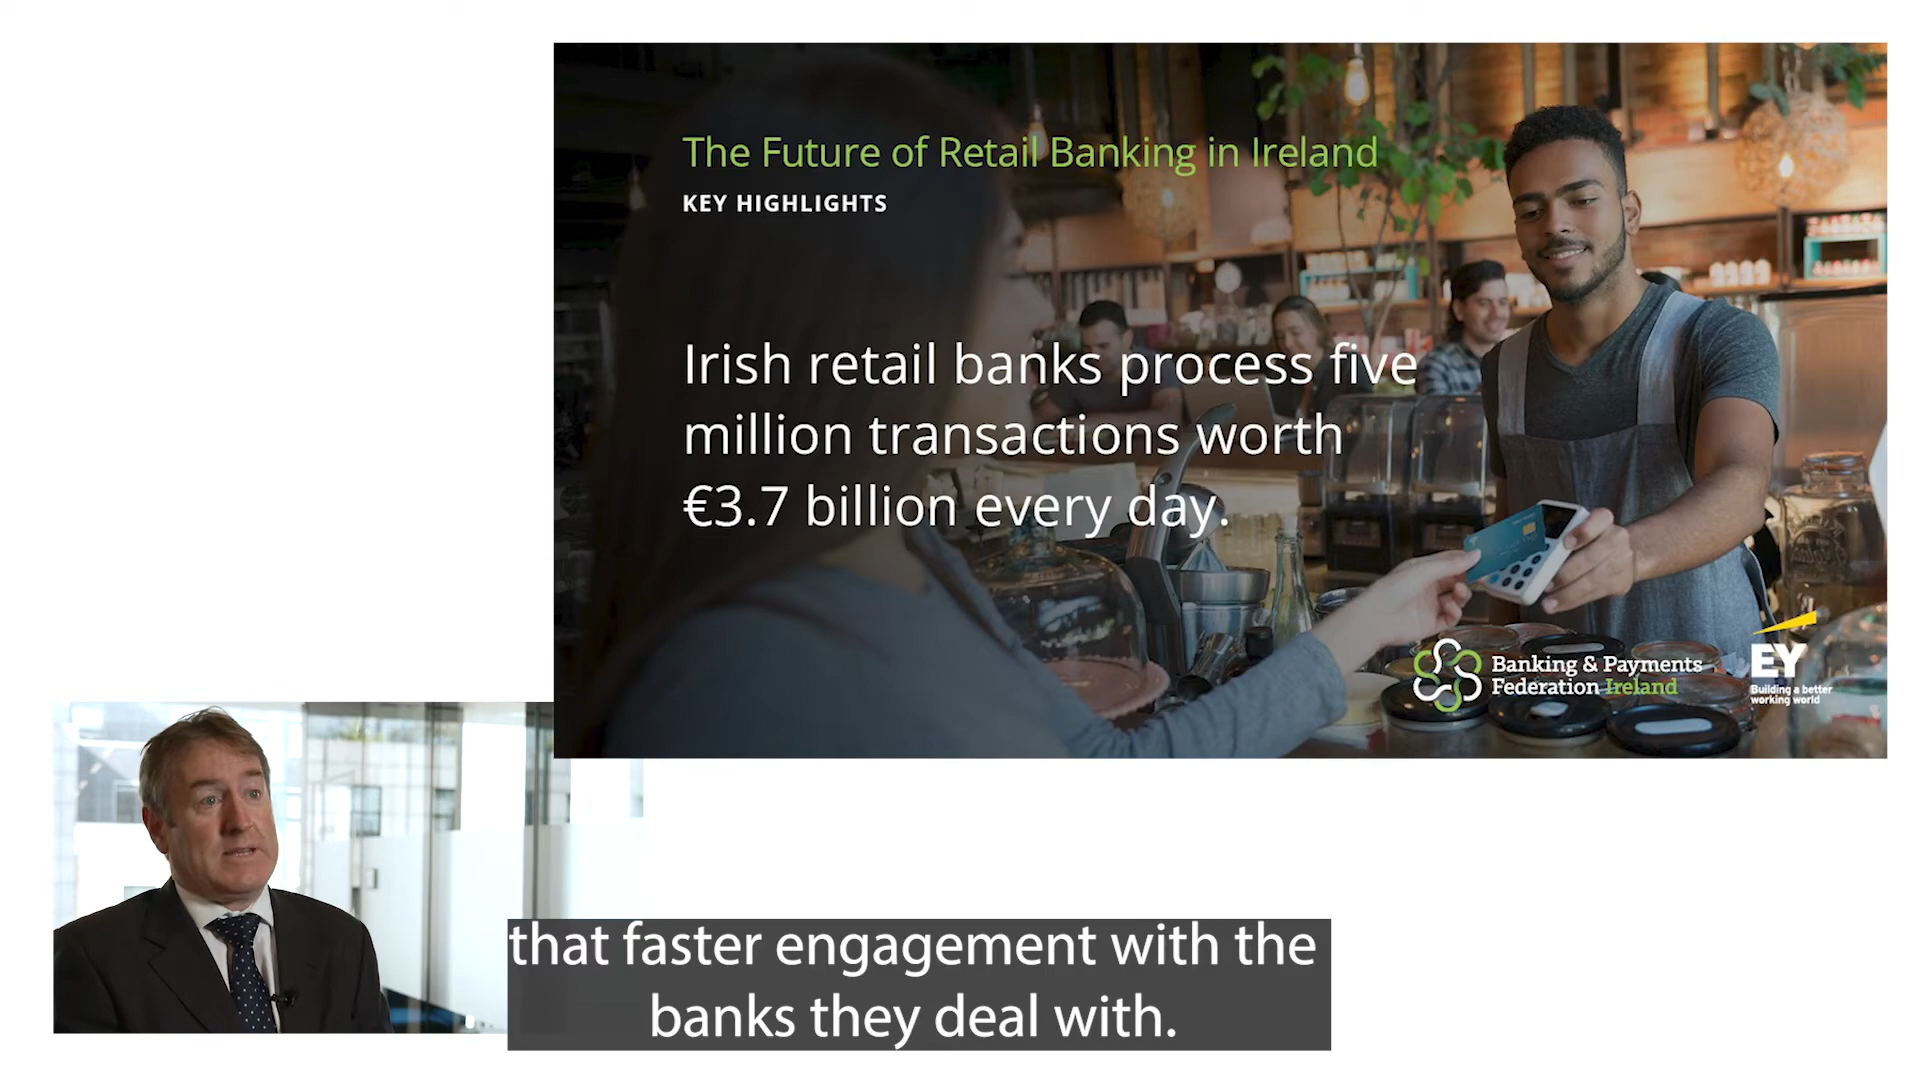 The Future of Retail Banking in Ireland
KEY HIGHLIGHTS
Irish retail banks process five
million transactions worth
€3.7 billion every day.
Banking & Payments
Federation Ireland
EY
Building a better
working world
that faster engagement with the
banks they deal with.